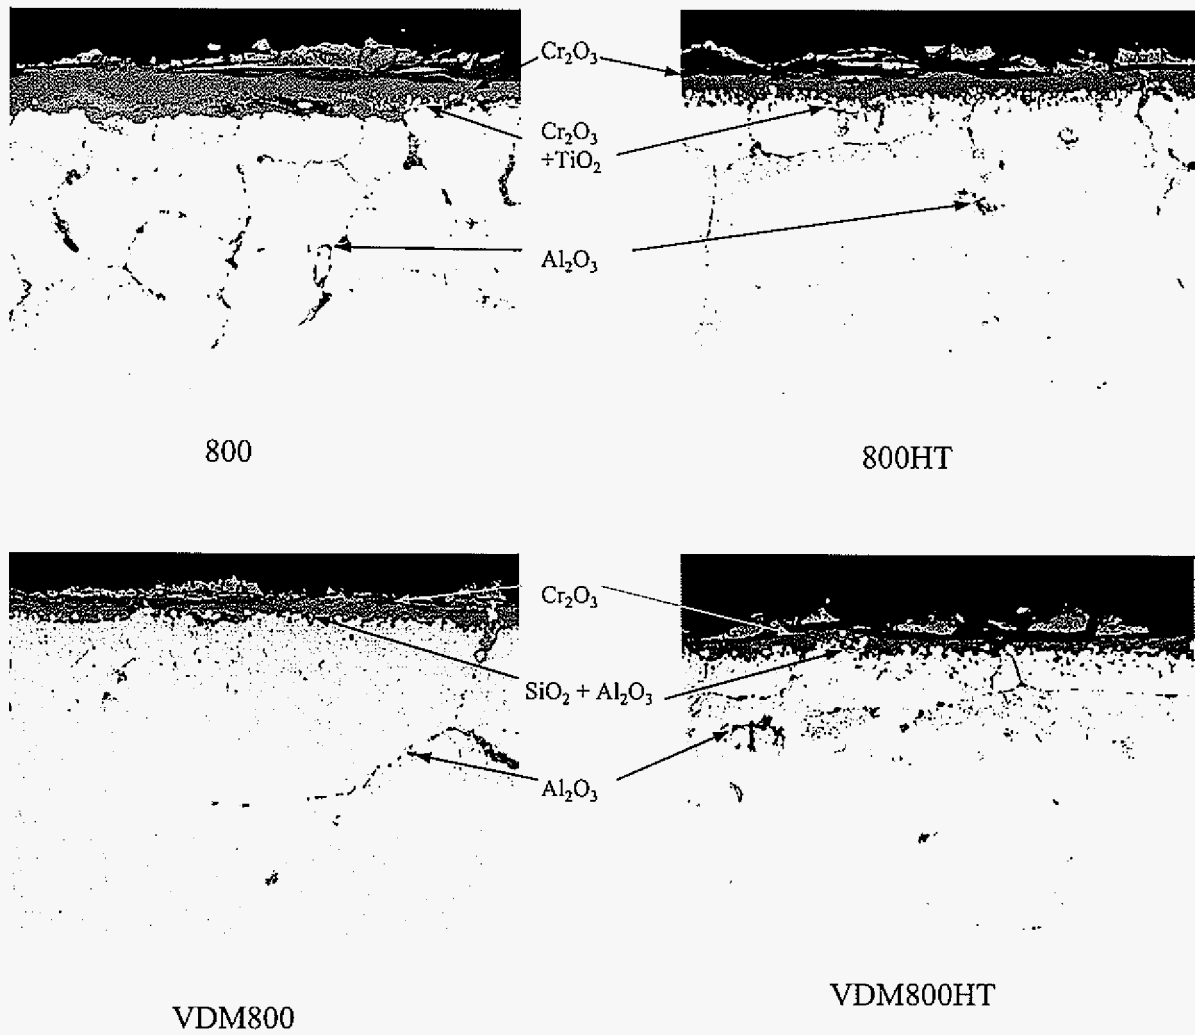 Cr₂O₃
Cr₂O₃
+TiO₂
Al₂O₃
800
800HT
Cr₂O₃
SiO₂ + Al₂O₃
Al₂O₃
VDM800
VDM800HT